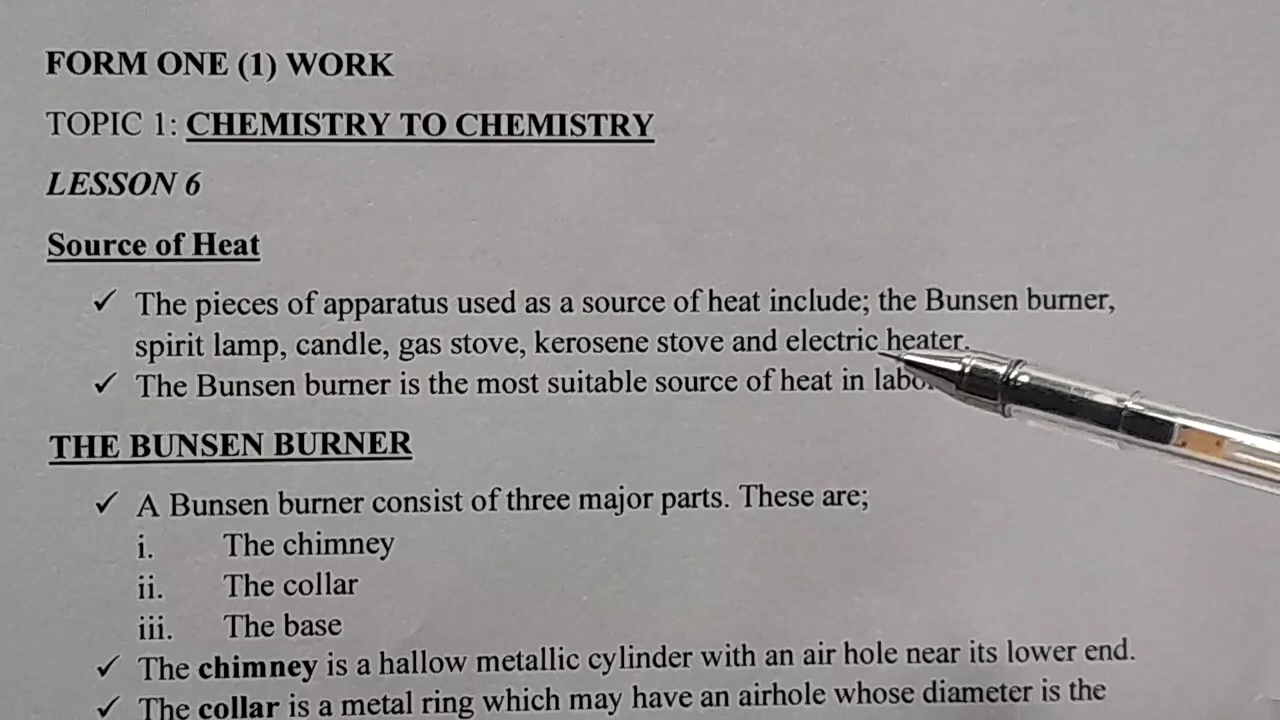 FORM ONE (1) WORK
TOPIC 1: CHEMISTRY TO CHEMISTRY
LESSON 6
Source of Heat
✓ The pieces of apparatus used as a source of heat include; the Bunsen burner,
spirit lamp, candle, gas stove, kerosene stove and electric heater.
✓ The Bunsen burner is the most suitable source of heat in
THE BUNSEN BURNER
✓ A Bunsen burner consist of three major parts. These are;
i. The chimney
ii. The collar
iii. The base
✓ The chimney is a hallow metallic cylinder with an air hole near its lower end.
✓ The collar is a metal ring which may have an airhole whose diameter is the